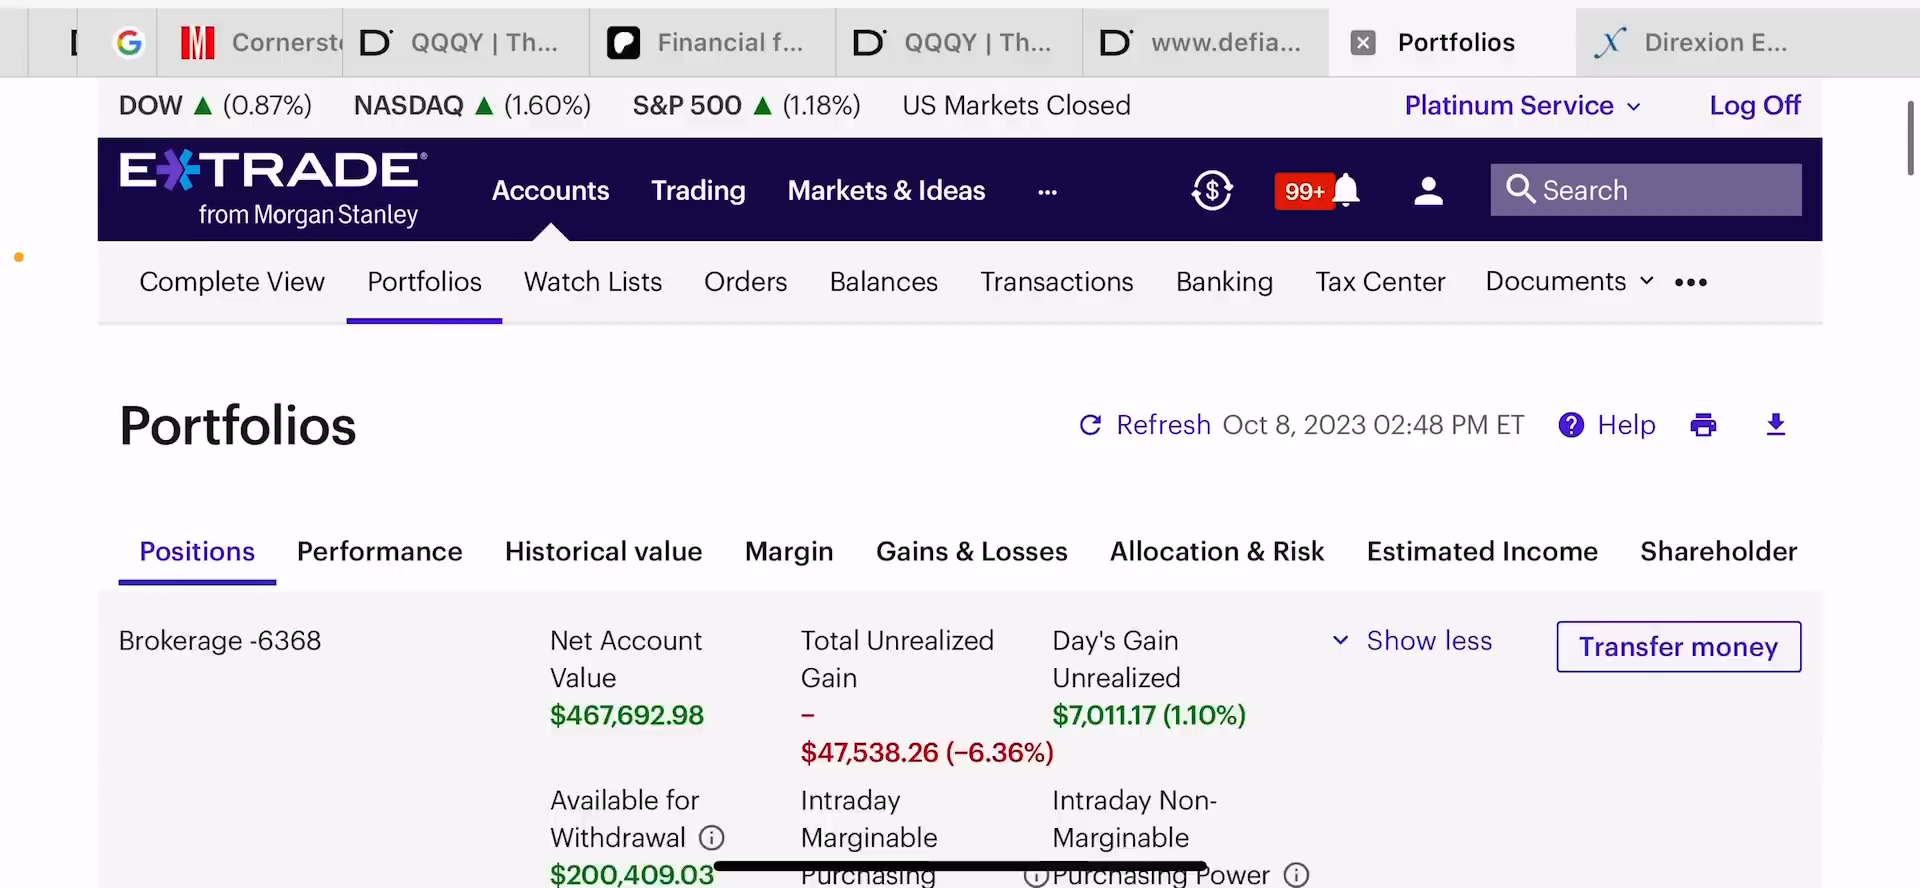 Cornerst
QQQY | Th...
Financial f...
QQQY | Th...
www.defia...
Portfolios
Direxion E...
DOW ▲ (0.87%) NASDAQ ▲ (1.60%) S&P 500 ▲ (1.18%) US Markets Closed Platinum Service Log Off
E*TRADE
from Morgan Stanley
Accounts Trading Markets & Ideas ... 99+ Search
Complete View Portfolios Watch Lists Orders Balances Transactions Banking Tax Center Documents
Portfolios
Refresh Oct 8, 2023 02:48 PM ET Help
Positions Performance Historical value Margin Gains & Losses Allocation & Risk Estimated Income Shareholder
Brokerage -6368
Net Account
Value
$467,692.98
Total Unrealized
Gain
–
$47,538.26 (–6.36%)
Day's Gain
Unrealized
$7,011.17 (1.10%)
Show less
Transfer money
Available for
Withdrawal
$200,409.03
Intraday
Marginable
Purchasing
Intraday Non-
Marginable
Purchasing Power